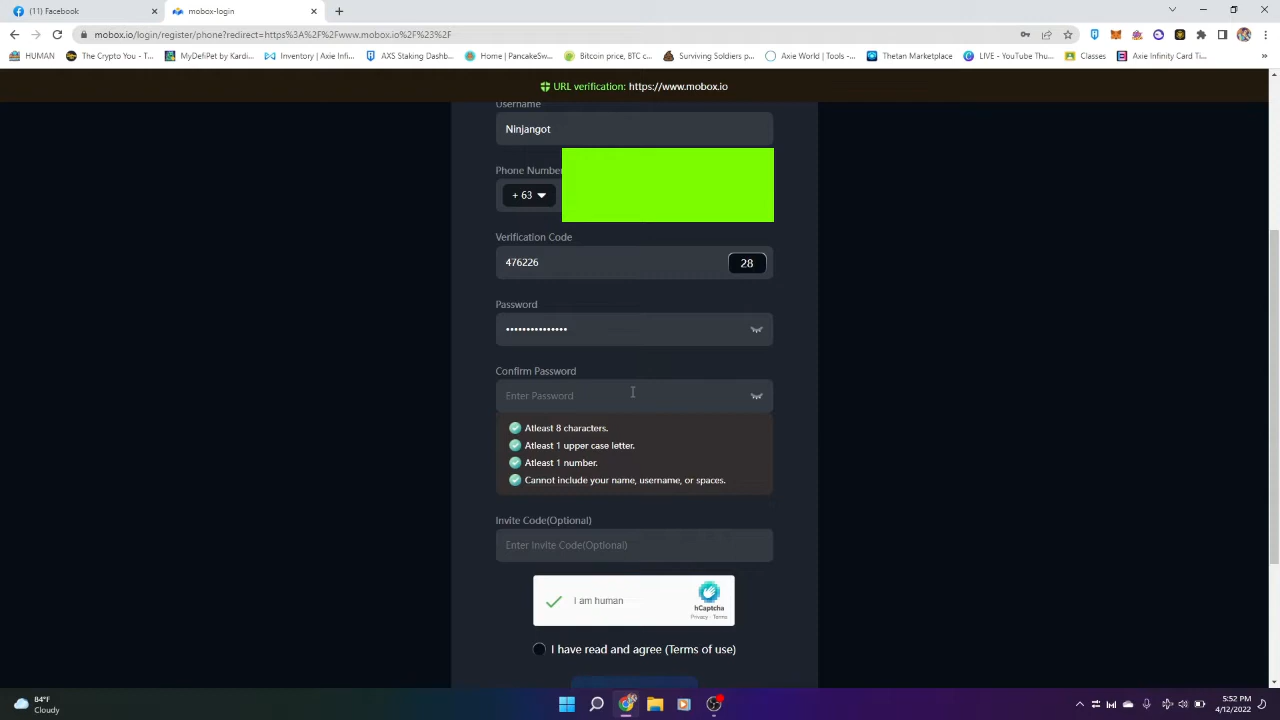 (11) Facebook
mobox-login
mobox.io/login/register/phone?redirect=https%3A%2F%2Fwww.mobox.io%2F%23%2F
HUMAN
The Crypto You - T...
MyDefiPet by Kardi...
Inventory | Axie Infi...
AXS Staking Dashbo...
Home | PancakeSw...
Bitcoin price, BTC c...
Surviving Soldiers p...
Axie World | Tools -...
Thetan Marketplace
LIVE - YouTube Thu...
Classes
Axie Infinity Card Ti...
»
URL verification: https://www.mobox.io
Username
Ninjangot
Phone Number
+ 63
Verification Code
476226
28
Password
•••••••••••••••
Confirm Password
Enter Password
Atleast 8 characters.
Atleast 1 upper case letter.
Atleast 1 number.
Cannot include your name, username, or spaces.
Invite Code(Optional)
Enter Invite Code(Optional)
I am human
hCaptcha
Privacy - Terms
I have read and agree (Terms of use)
84°F
Cloudy
5:52 PM
4/12/2022